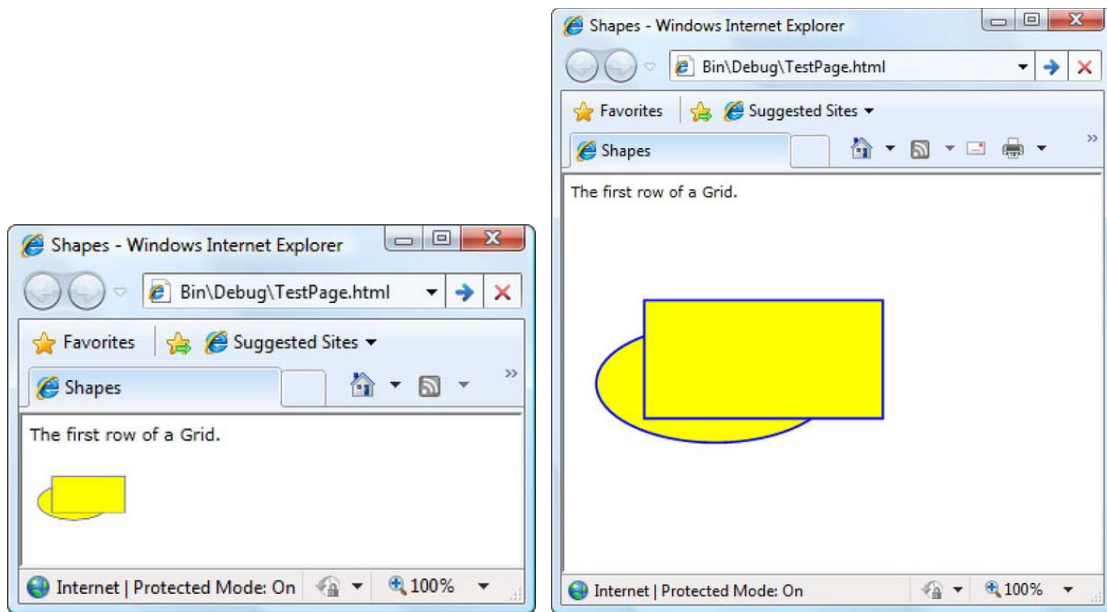 Shapes - Windows Internet Explorer
Bin\Debug\TestPage.html
Favorites Suggested Sites
Shapes
The first row of a Grid.
Internet | Protected Mode: On 100%
Shapes - Windows Internet Explorer
Bin\Debug\TestPage.html
Favorites Suggested Sites
Shapes
The first row of a Grid.
Internet | Protected Mode: On 100%